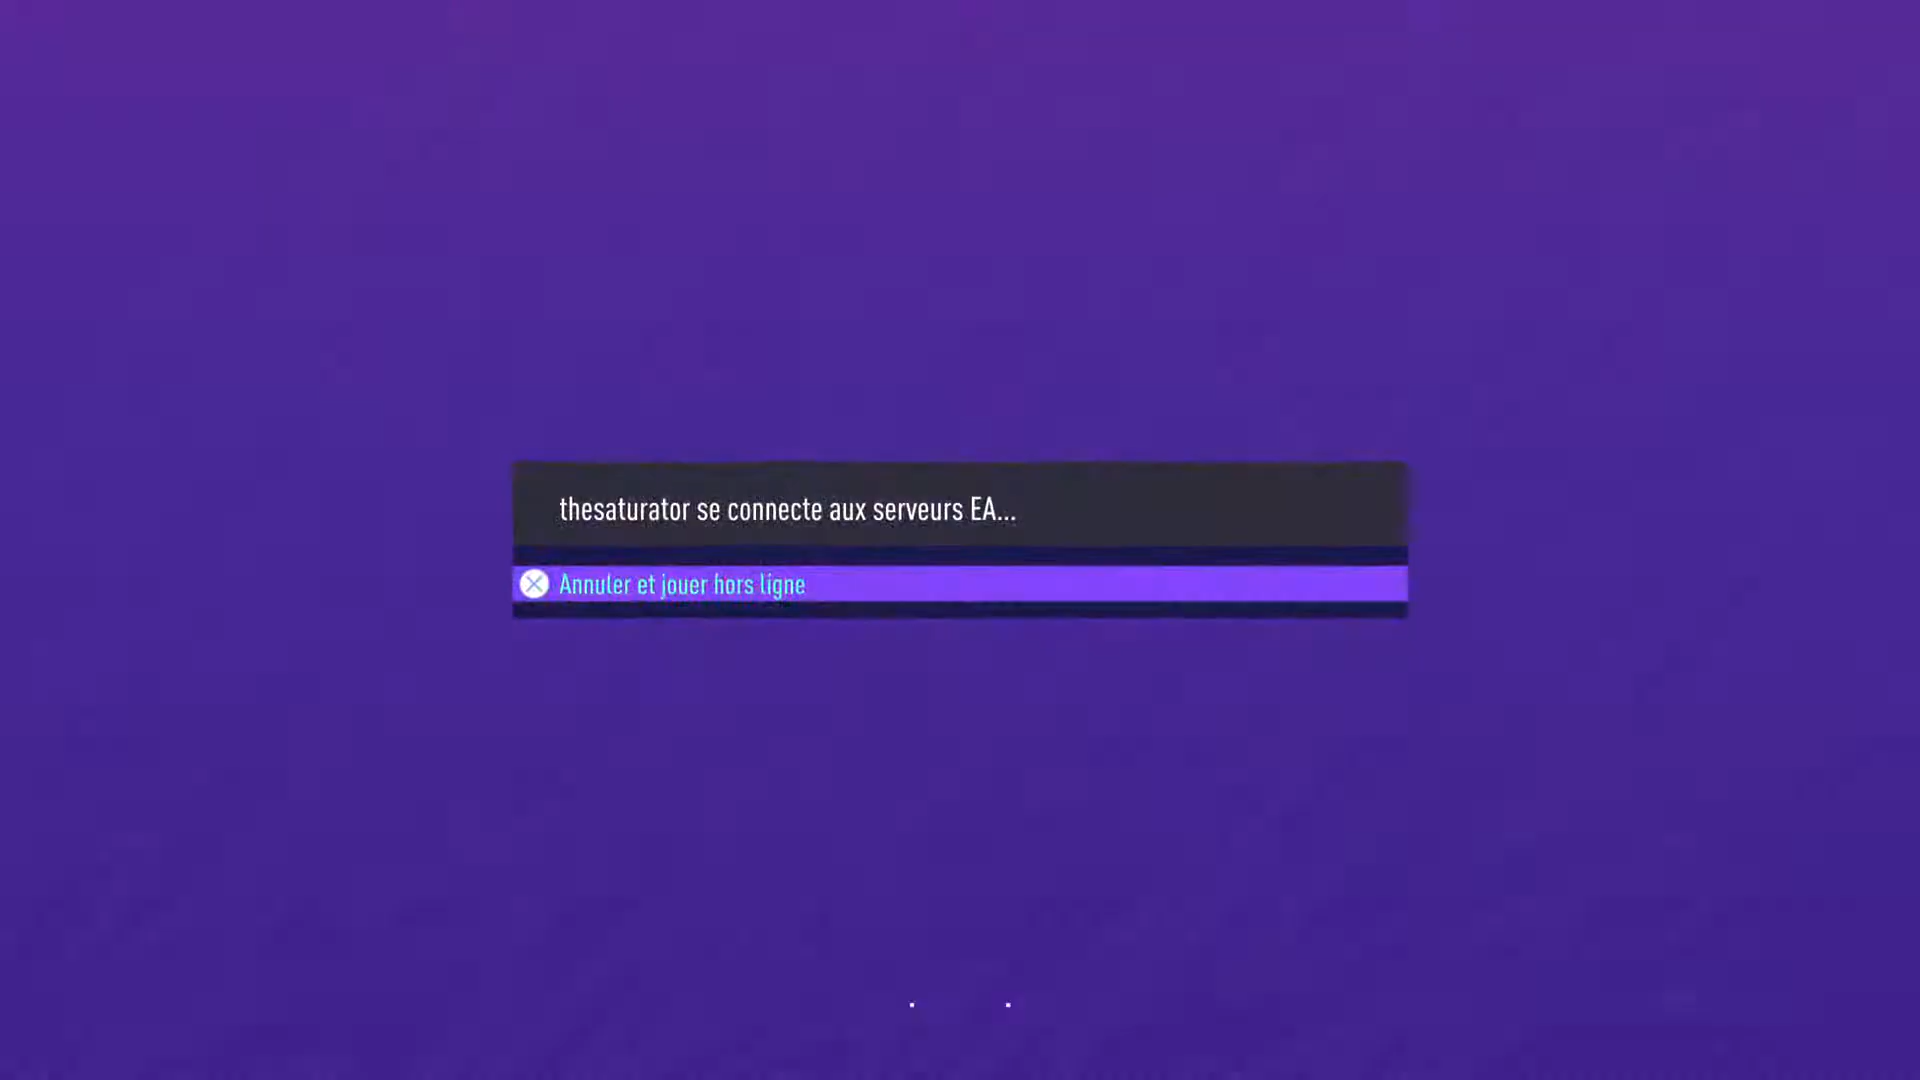 thesaturator se connecte aux serveurs EA...
Annuler et jouer hors ligne